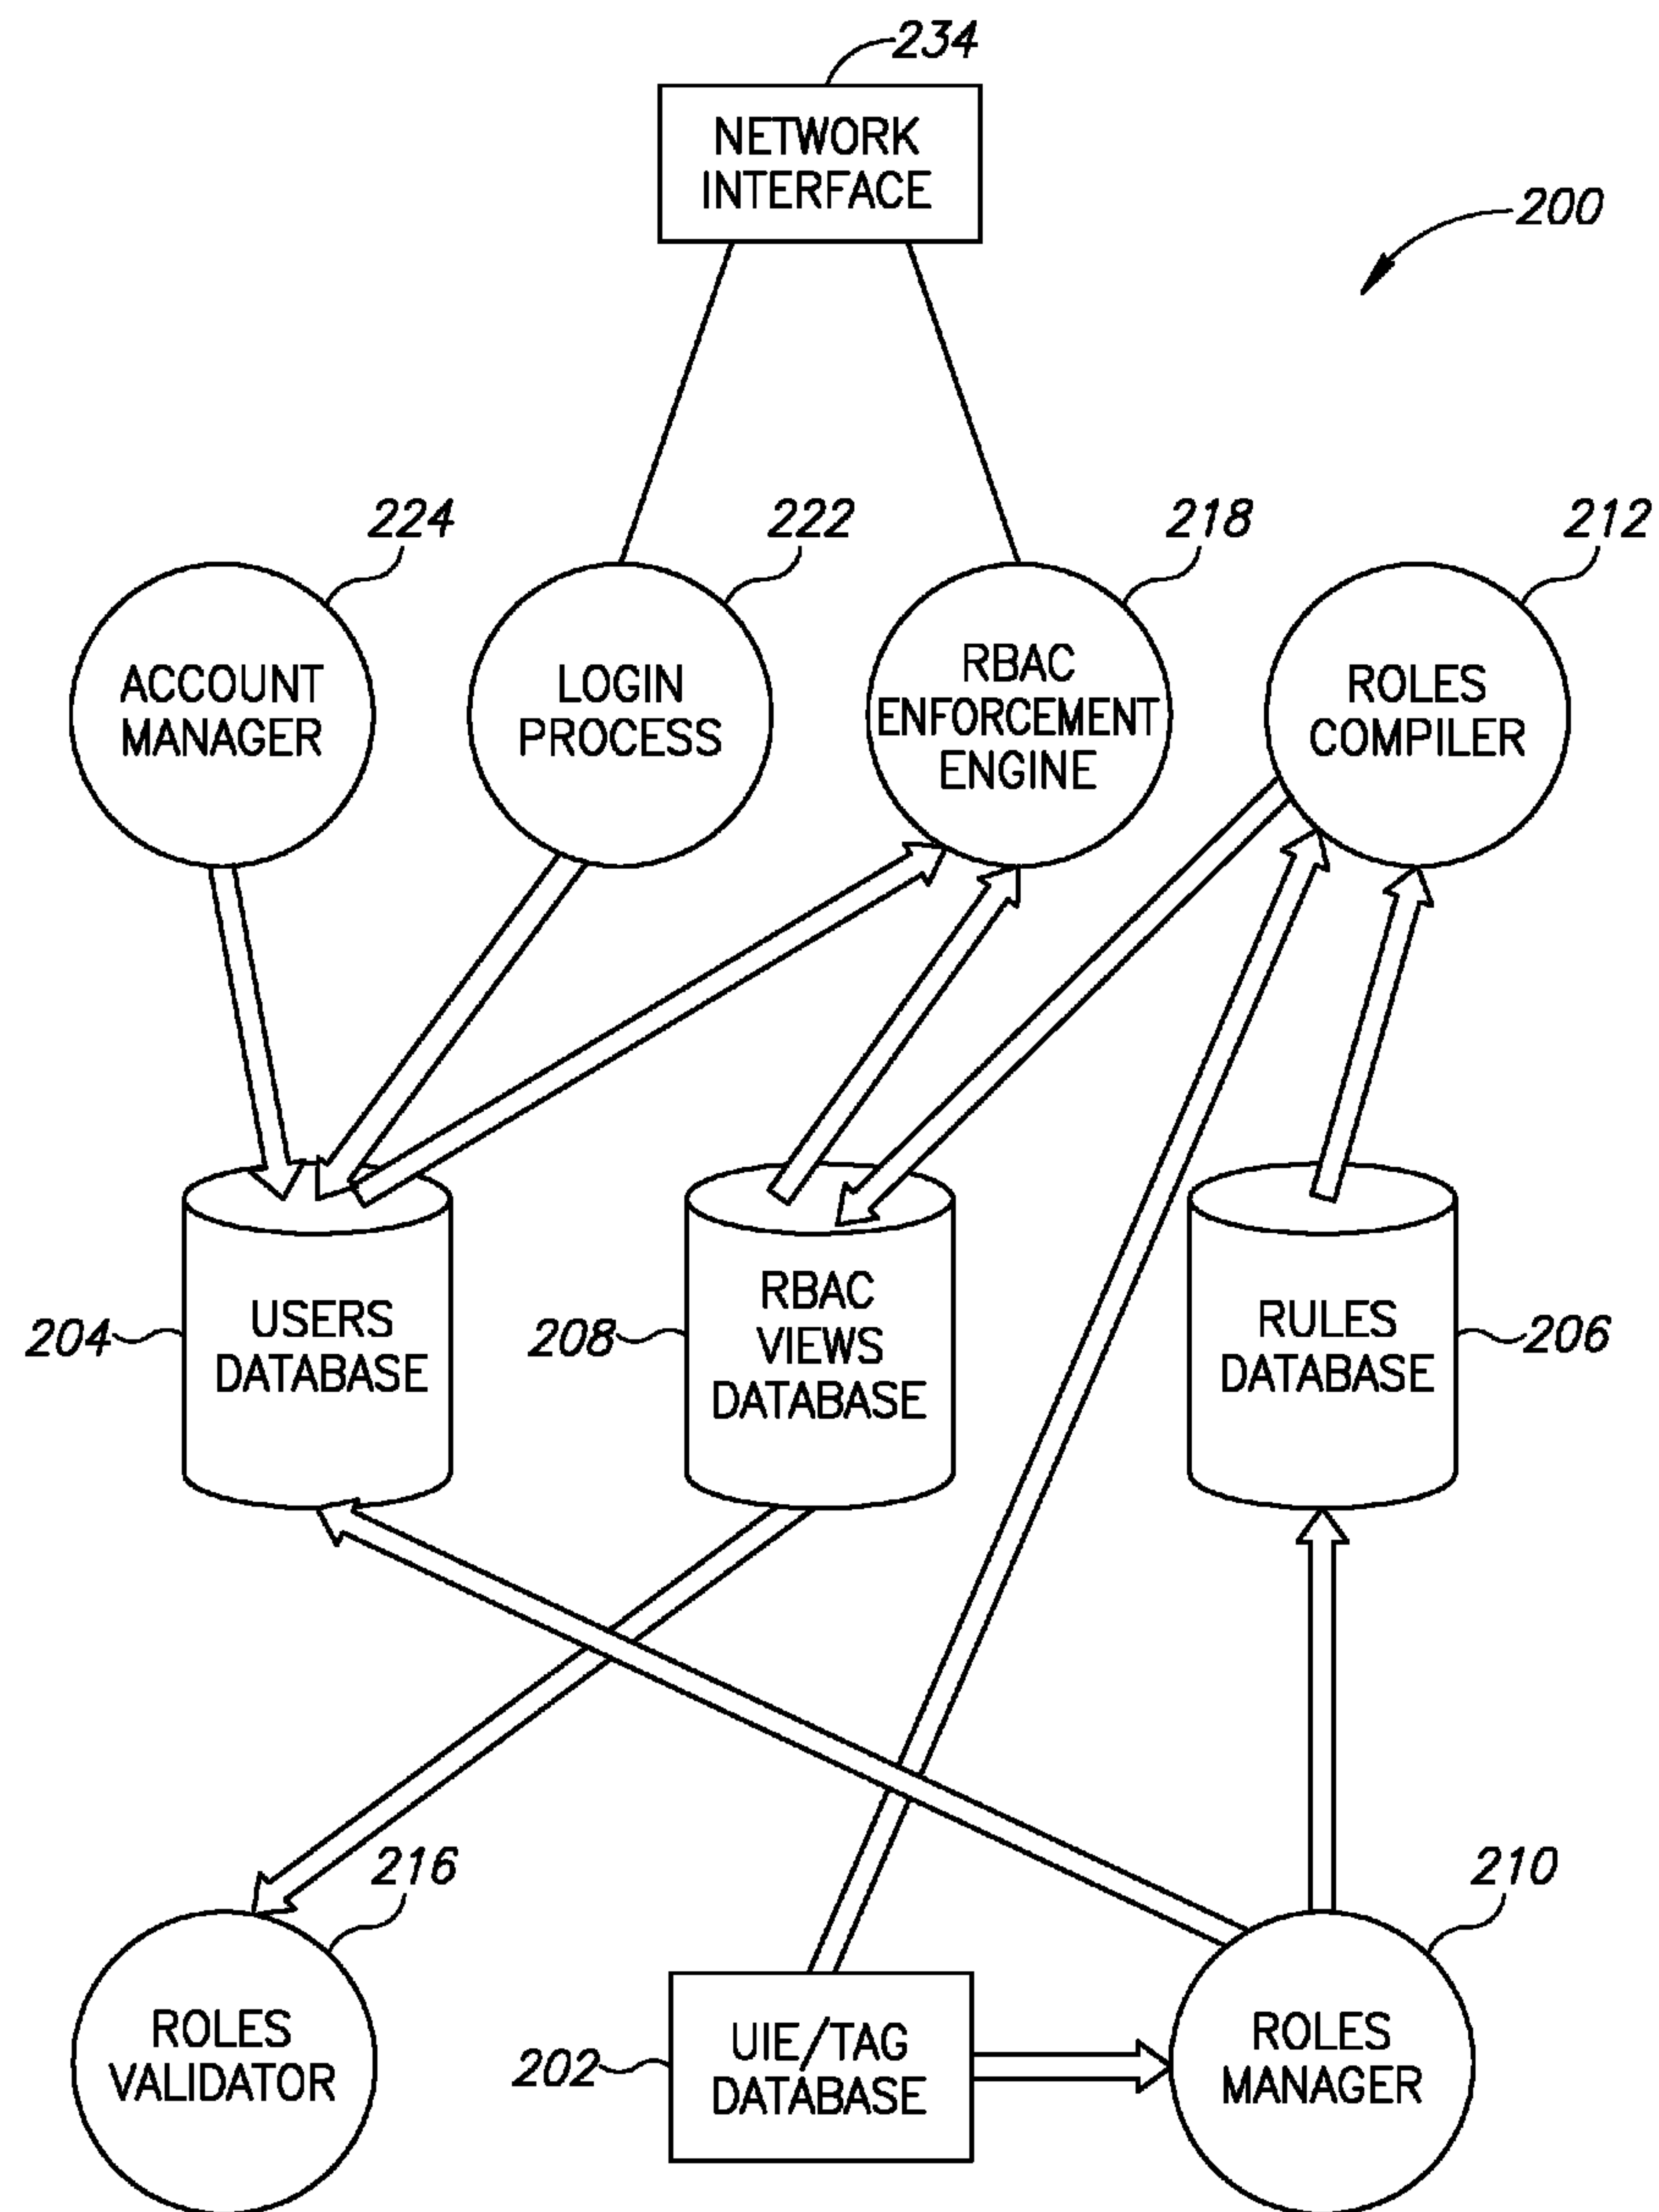 234
NETWORK
INTERFACE
200
224
222
218
212
ACCOUNT
MANAGER
LOGIN
PROCESS
RBAC
ENFORCEMENT
ENGINE
ROLES
COMPILER
204
USERS
DATABASE
208
RBAC
VIEWS
DATABASE
RULES
DATABASE
206
216
210
ROLES
VALIDATOR
202
UIE/TAG
DATABASE
ROLES
MANAGER